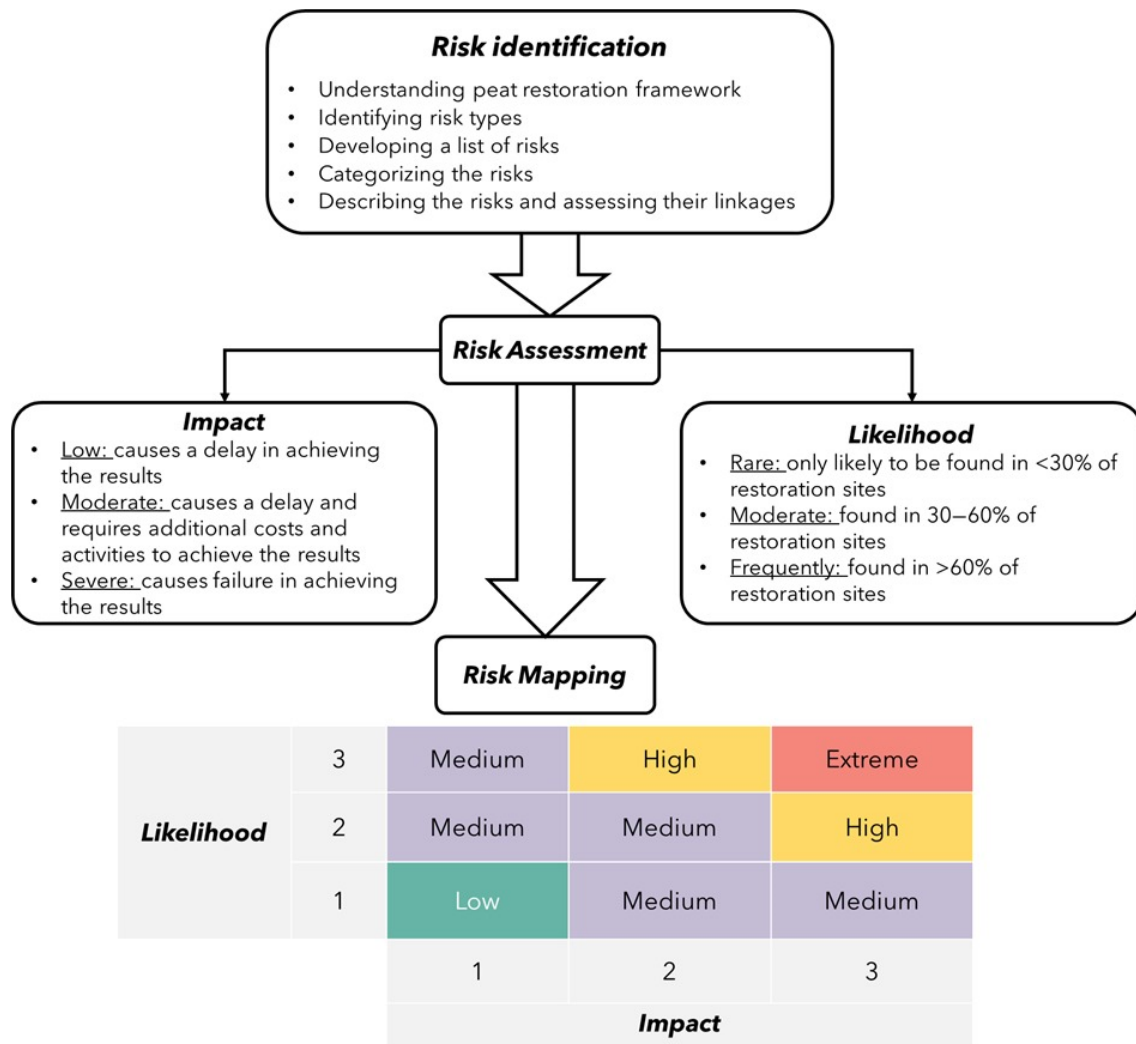 Risk identification
• Understanding peat restoration framework
• Identifying risk types
• Developing a list of risks
• Categorizing the risks
• Describing the risks and assessing their linkages
Risk Assessment
Impact
• Low: causes a delay in achieving
the results
• Moderate: causes a delay and
requires additional costs and
activities to achieve the results
• Severe: causes failure in achieving
the results
Likelihood
• Rare: only likely to be found in <30% of
restoration sites
• Moderate: found in 30—60% of
restoration sites
• Frequently: found in >60% of
restoration sites
Risk Mapping
Likelihood
3 Medium High Extreme
2 Medium Medium High
1 Low Medium Medium
1 2 3
Impact